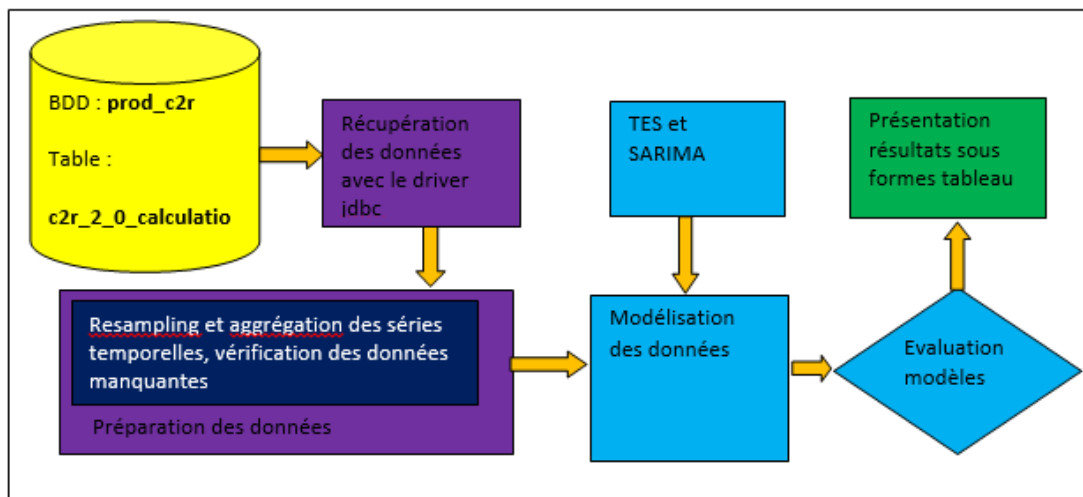 BDD : prod_c2r
Table :
c2r_2_0_calculatio
Récupération
des données
avec le driver
jdbc
TES et
SARIMA
Présentation
résultats sous
formes tableau
Resampling et aggrégation des séries
temporelles, vérification des données
manquantes
Préparation des données
Modélisation
des données
Evaluation
modèles